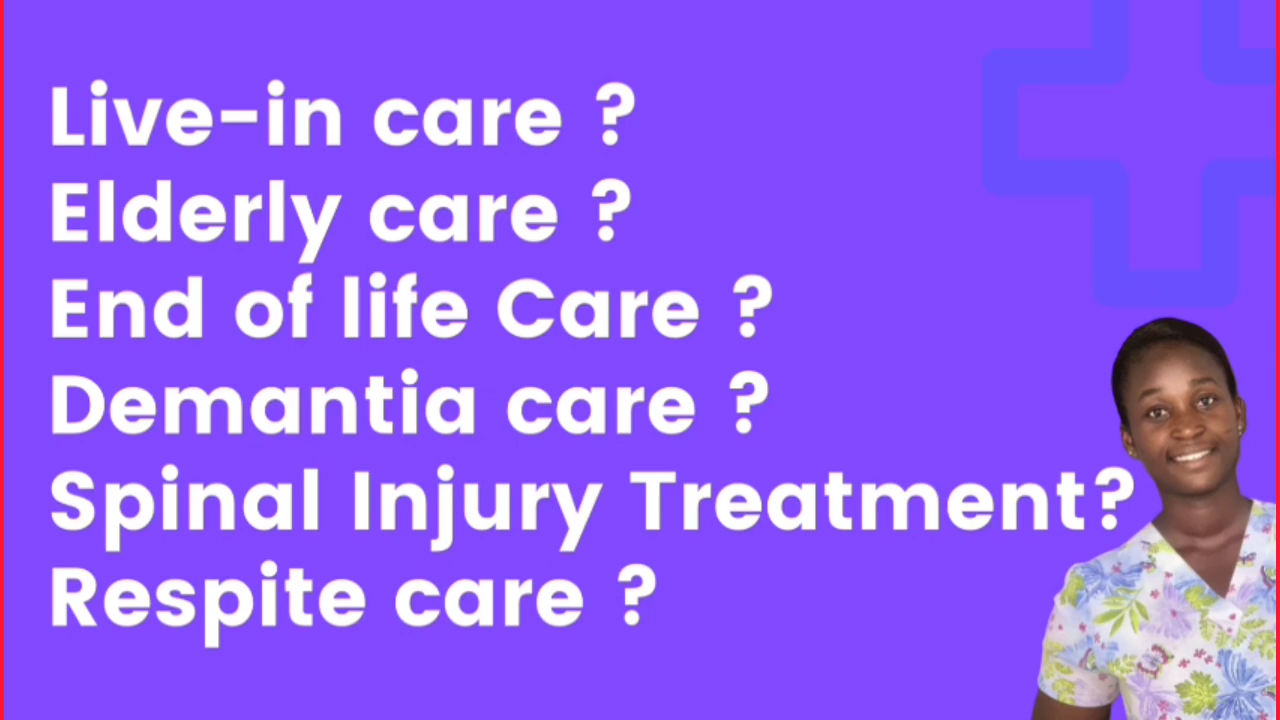 Live-in care ?
Elderly care ?
End of life Care ?
Demantia care ?
Spinal Injury Treatment?
Respite care ?